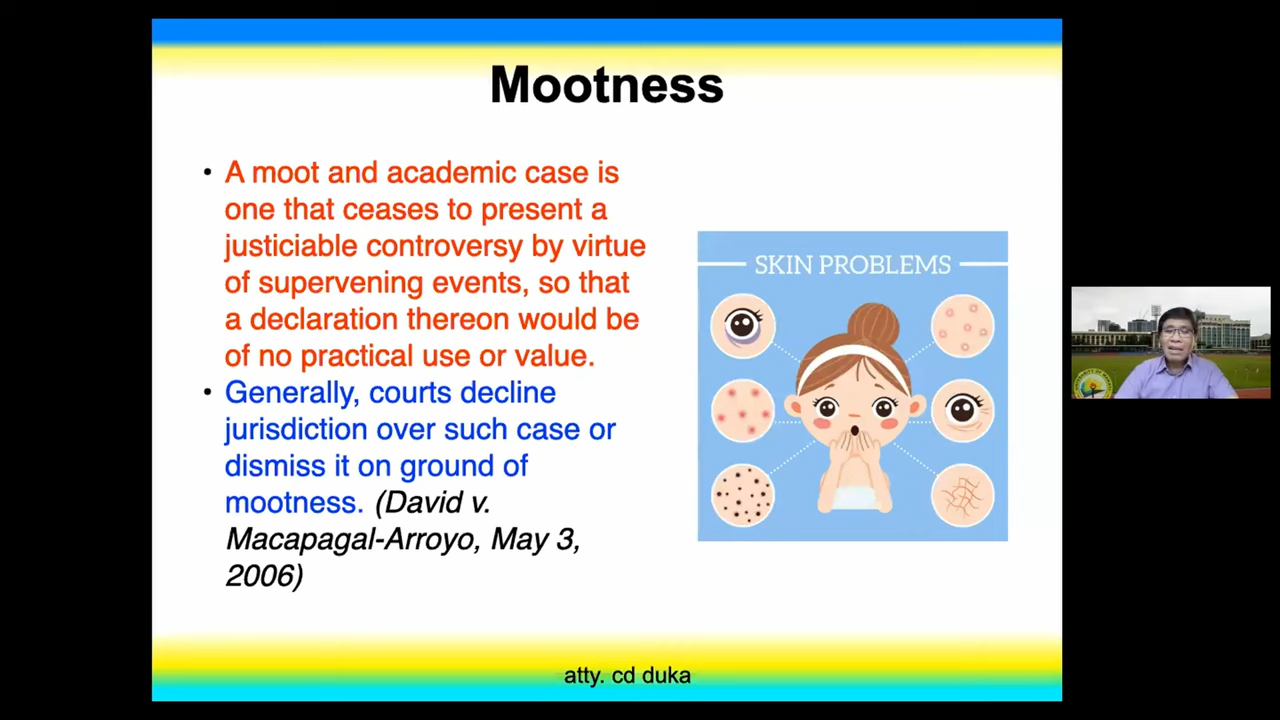 Mootness
• A moot and academic case is
one that ceases to present a
justiciable controversy by virtue
of supervening events, so that
a declaration thereon would be
of no practical use or value.
• Generally, courts decline
jurisdiction over such case or
dismiss it on ground of
mootness. (David v.
Macapagal-Arroyo, May 3,
2006)
SKIN PROBLEMS
atty. cd duka